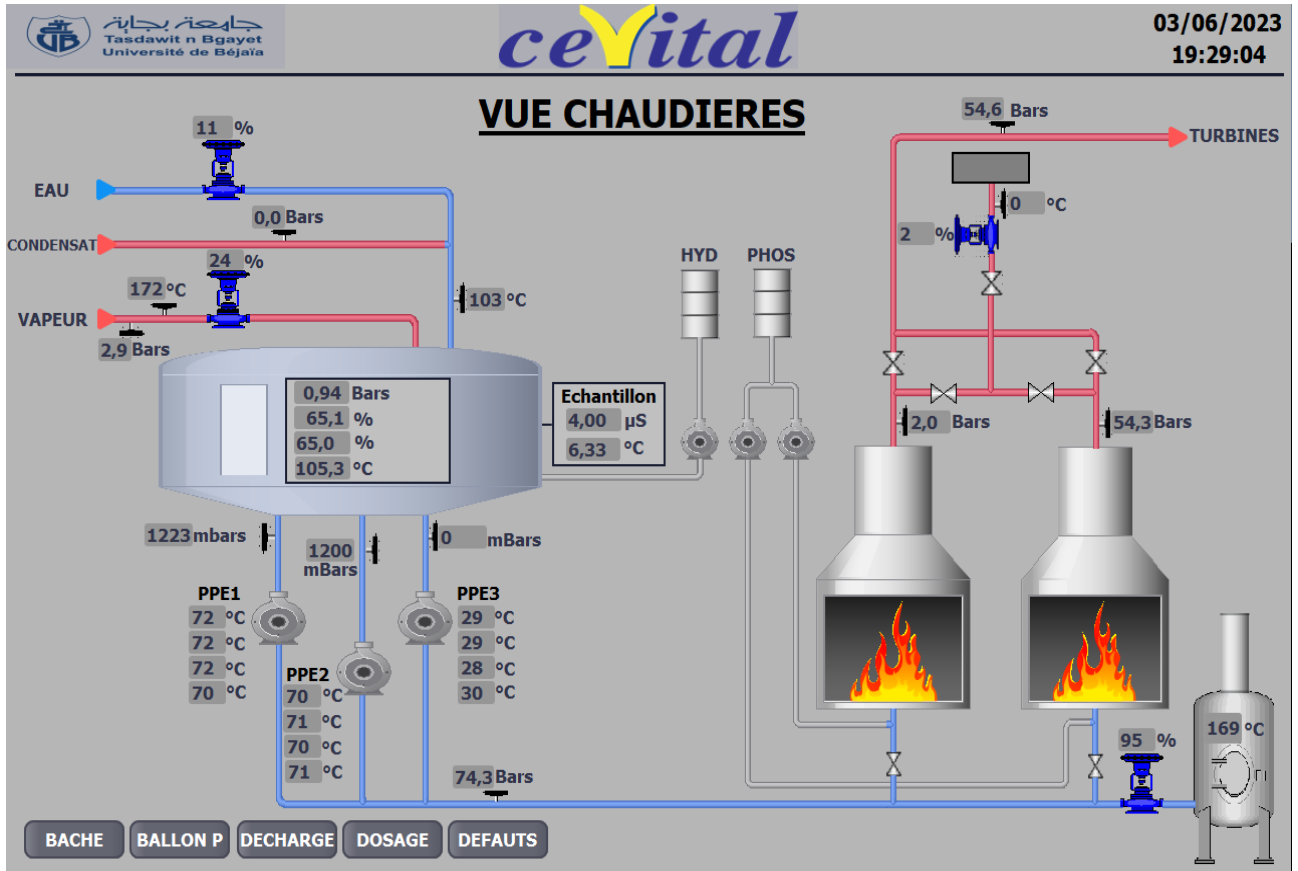 جامعة بجاية
Tasdawit n Bgayet
Université de Béjaïa
ceVital
03/06/2023
19:29:04
VUE CHAUDIERES
54,6 Bars
TURBINES
11 %
EAU
0,0 Bars
CONDENSAT
24 %
172 °C
VAPEUR
2,9 Bars
103 °C
0 °C
2 %
HYD
PHOS
0,94 Bars
65,1 %
65,0 %
105,3 °C
Echantillon
4,00 µS
6,33 °C
2,0 Bars
54,3 Bars
1223 mbars
1200
mBars
0 mBars
PPE1
72 °C
72 °C
72 °C
70 °C
PPE2
70 °C
71 °C
70 °C
71 °C
PPE3
29 °C
29 °C
28 °C
30 °C
74,3 Bars
95 %
169 °C
BACHE
BALLON P
DECHARGE
DOSAGE
DEFAUTS